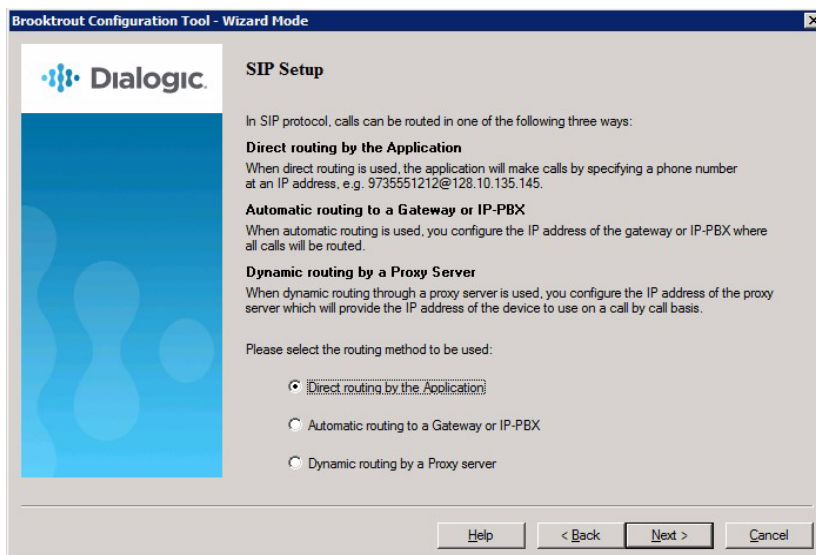 Brooktrout Configuration Tool - Wizard Mode
Dialogic.
SIP Setup
In SIP protocol, calls can be routed in one of the following three ways:
Direct routing by the Application
When direct routing is used, the application will make calls by specifying a phone number
at an IP address, e.g. 9735551212@128.10.135.145.
Automatic routing to a Gateway or IP-PBX
When automatic routing is used, you configure the IP address of the gateway or IP-PBX where
all calls will be routed.
Dynamic routing by a Proxy Server
When dynamic routing through a proxy server is used, you configure the IP address of the proxy
server which will provide the IP address of the device to use on a call by call basis.
Please select the routing method to be used:
Direct routing by the Application
Automatic routing to a Gateway or IP-PBX
Dynamic routing by a Proxy server
Help
< Back
Next >
Cancel